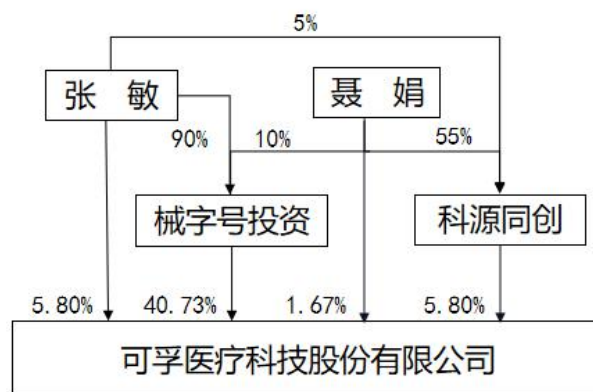 5%
张 敏
聂 娟
90%
10%
55%
械字号投资
科源同创
5.80%
40.73%
1.67%
5.80%
可孚医疗科技股份有限公司